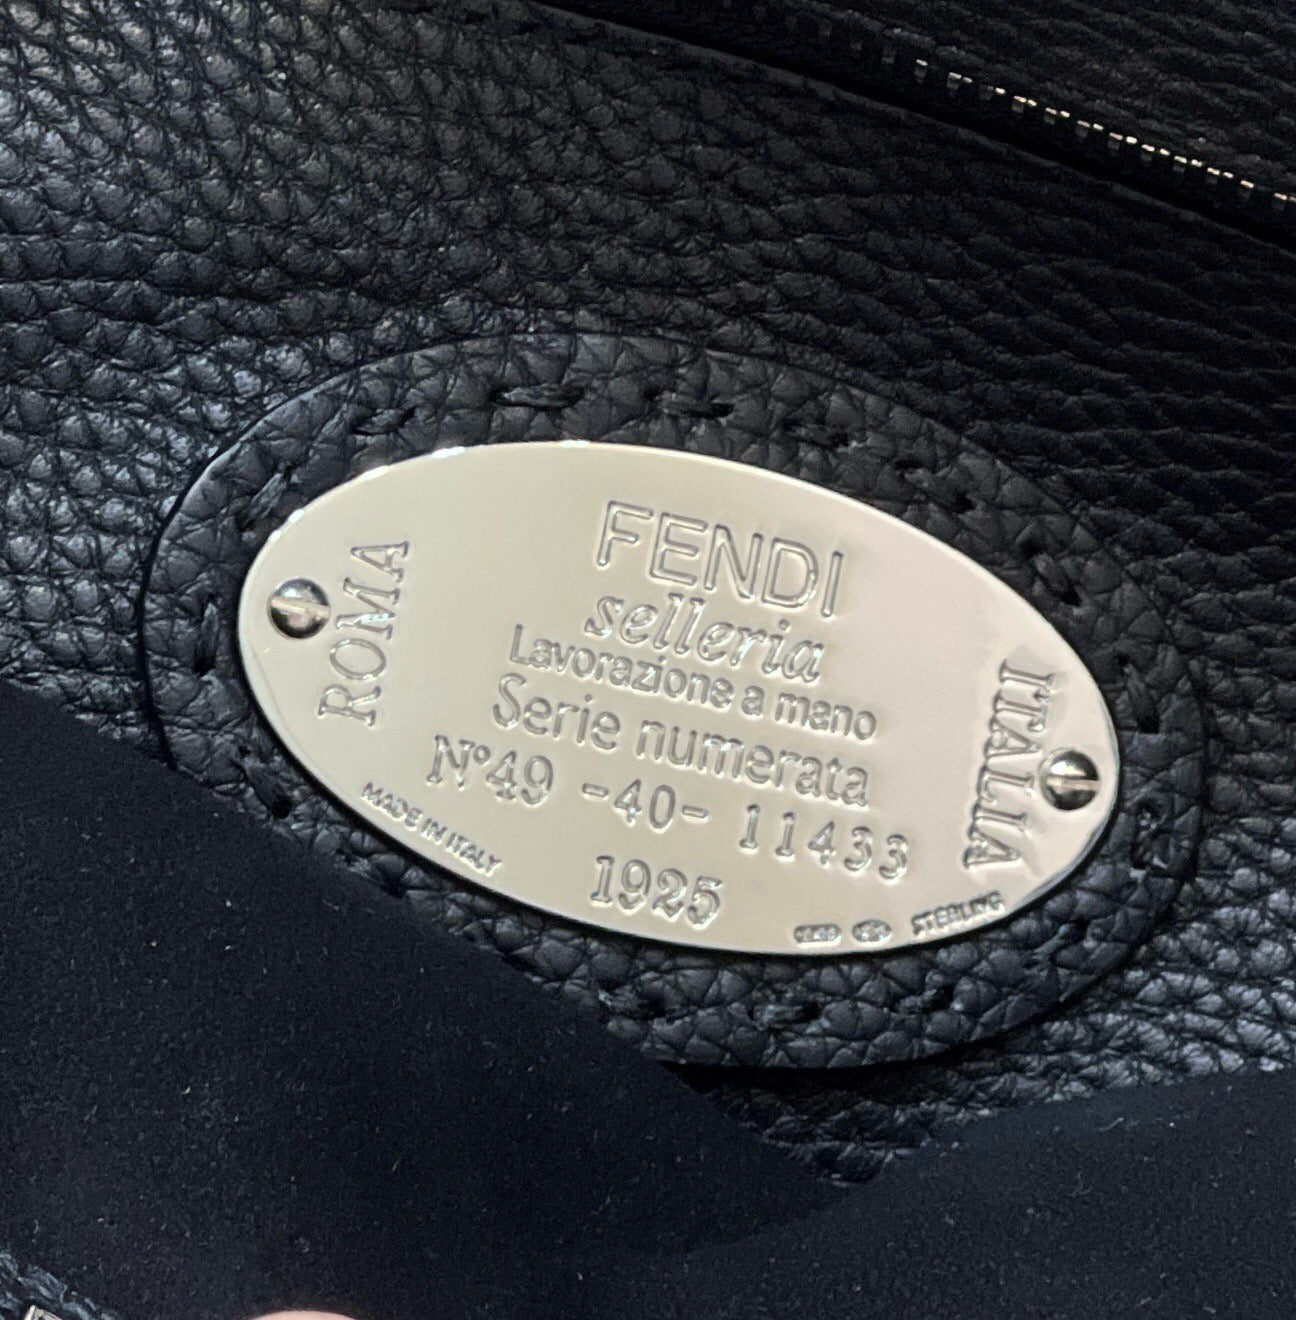 FENDI
selleria
Lavorazione a mano
Serie numerata
N°49 -40- 11433
1925
ROMA
ITALIA
MADE IN ITALY
STERLING